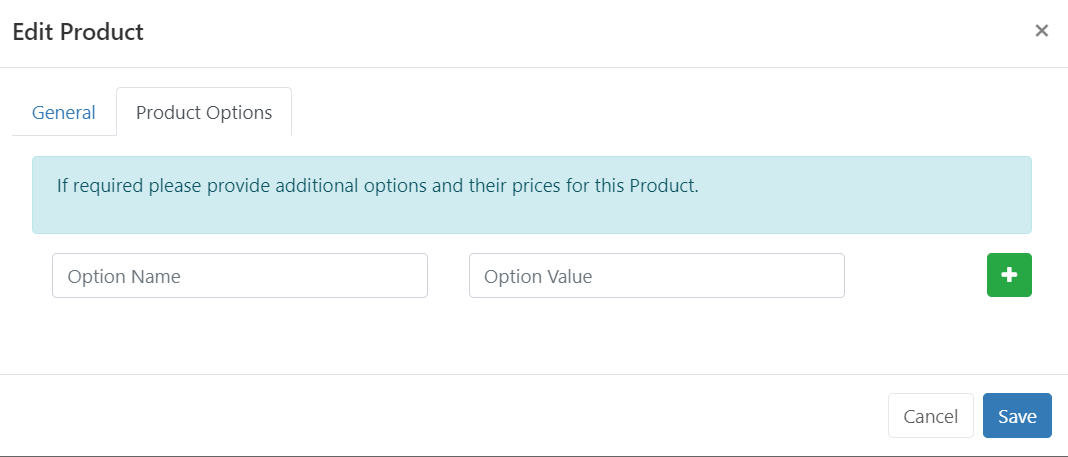 Edit Product
×
General
Product Options
If required please provide additional options and their prices for this Product.
Option Name
Option Value
Cancel
Save